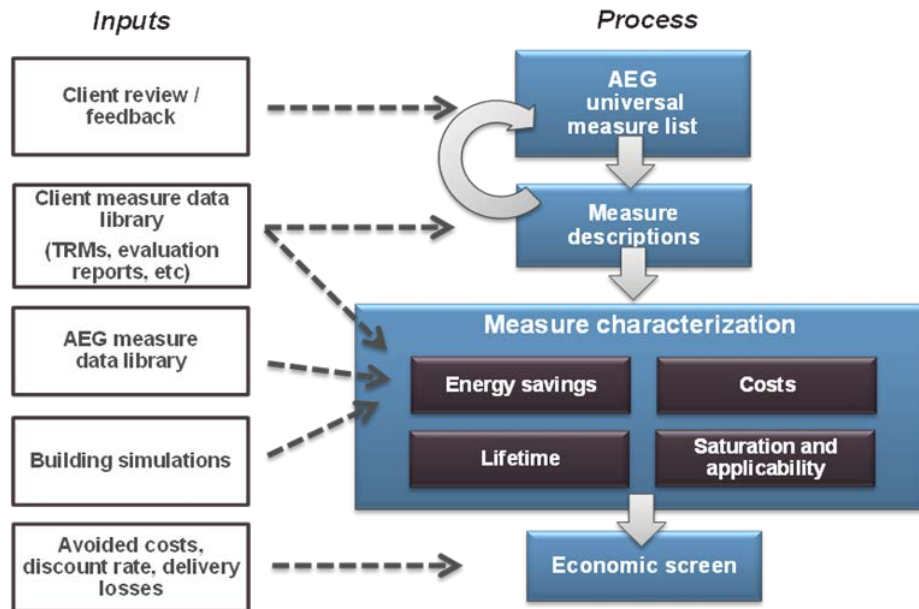 Inputs
Process
Client review /
feedback
AEG
universal
measure list
Client measure data
library
(TRMs, evaluation
reports, etc)
Measure
descriptions
AEG measure
data library
Measure characterization
Energy savings
Costs
Lifetime
Saturation and
applicability
Building simulations
Avoided costs,
discount rate, delivery
losses
Economic screen